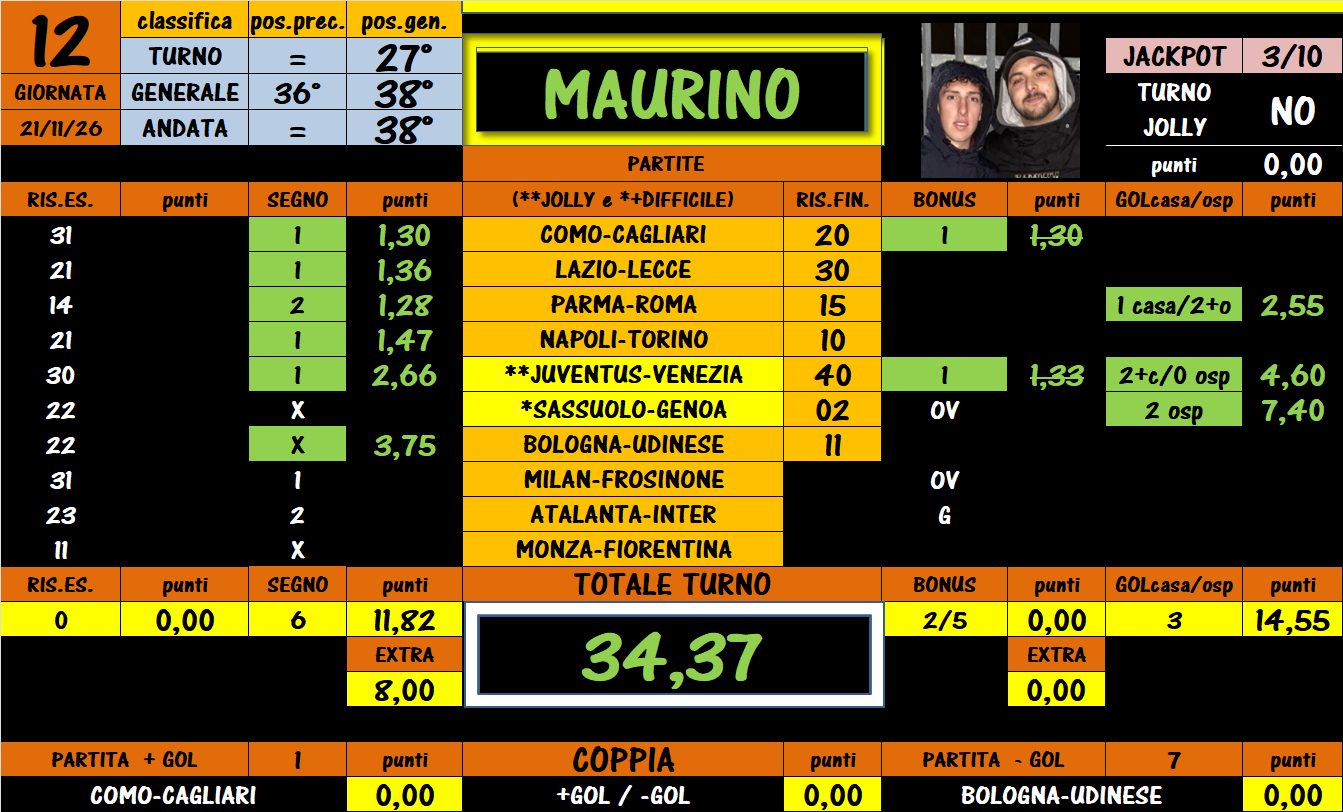 12 classifica pos.prec. pos.gen.
TURNO = 27°
GIORNATA GENERALE 36° 38°
21/11/26 ANDATA = 38°
MAURINO
JACKPOT 3/10
TURNO JOLLY NO
punti 0,00
PARTITE
RIS.ES. punti SEGNO punti (**JOLLY e *+DIFFICILE) RIS.FIN. BONUS punti GOLcasa/osp punti
31 1 1,30 COMO-CAGLIARI 20 1 1,30
21 1 1,36 LAZIO-LECCE 30
14 2 1,28 PARMA-ROMA 15 1 casa/2+o 2,55
21 1 1,47 NAPOLI-TORINO 10
30 1 2,66 **JUVENTUS-VENEZIA 40 1 1,33 2+c/0 osp 4,60
22 X *SASSUOLO-GENOA 02 OV 2 osp 7,40
22 X 3,75 BOLOGNA-UDINESE 11
31 1 MILAN-FROSINONE OV
23 2 ATALANTA-INTER G
11 X MONZA-FIORENTINA
RIS.ES. punti SEGNO punti TOTALE TURNO BONUS punti GOLcasa/osp punti
0 0,00 6 11,82 34,37 2/5 0,00 3 14,55
EXTRA EXTRA
8,00 0,00
PARTITA + GOL 1 punti COPPIA punti PARTITA - GOL 7 punti
COMO-CAGLIARI 0,00 +GOL / -GOL 0,00 BOLOGNA-UDINESE 0,00